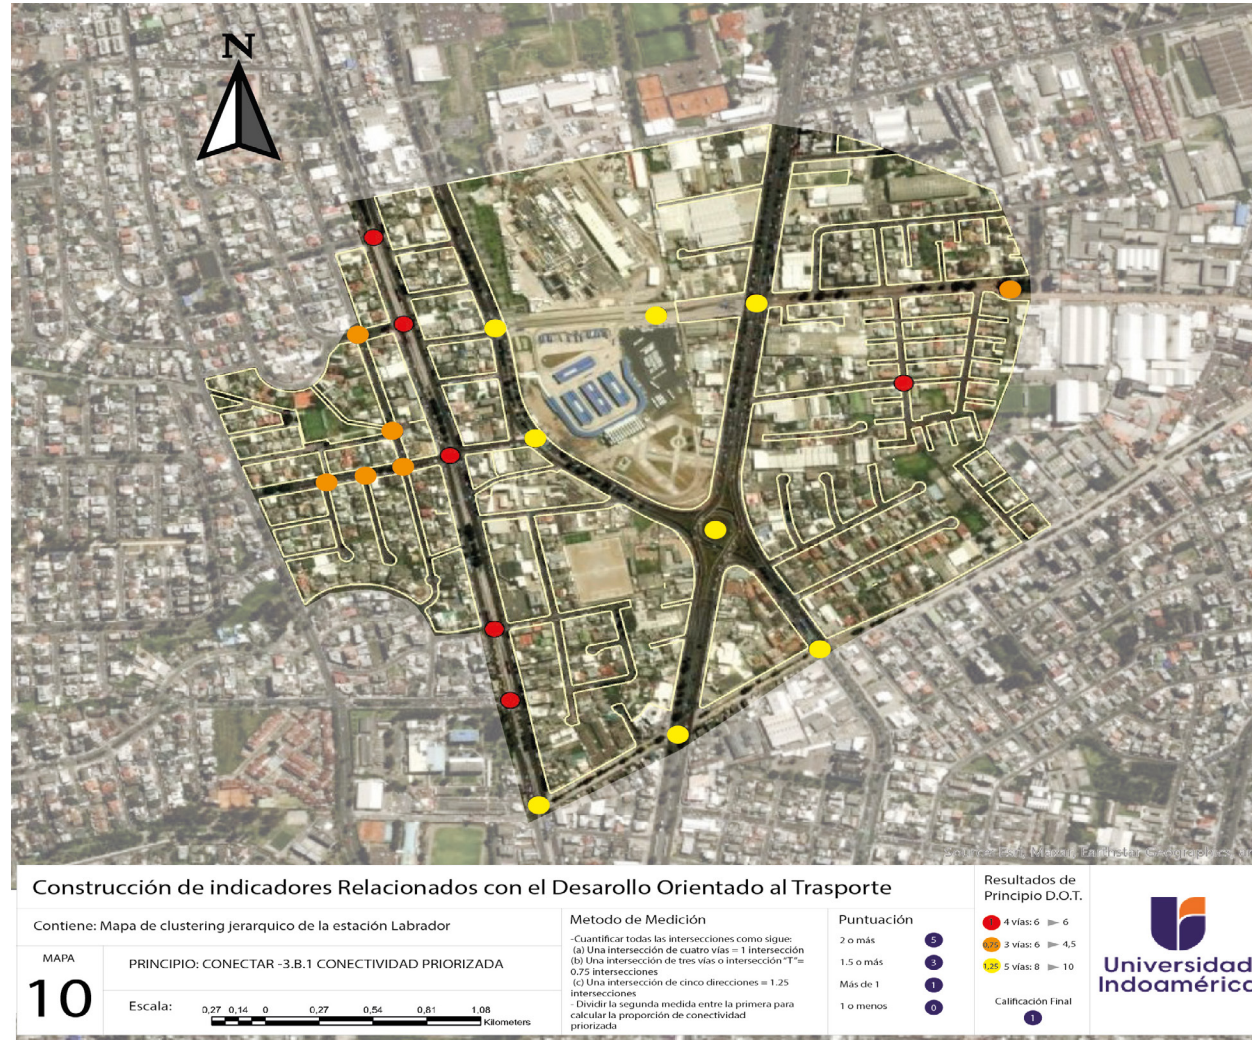 N
Construcción de indicadores Relacionados con el Desarollo Orientado al Trasporte
Contiene: Mapa de clustering jerarquico de la estación Labrador
MAPA
10
PRINCIPIO: CONECTAR -3.B.1 CONECTIVIDAD PRIORIZADA
Escala:
0,27 0,14 0 0,27 0,54 0,81 1,08
Kilometers
Metodo de Medición
-Cuantificar todas las intersecciones como sigue:
(a) Una intersección de cuatro vías = 1 intersección
(b) Una intersección de tres vías o intersección "T"=
0.75 intersecciones
(c) Una intersección de cinco direcciones = 1.25
intersecciones
- Dividir la segunda medida entre la primera para
calcular la proporción de conectividad
priorizada
Puntuación
2 o más 5
1.5 o más 3
Más de 1 1
1 o menos 0
Resultados de
Principio D.O.T.
4 vías: 6 6
0,75 3 vías: 6 4,5
1,25 5 vías: 8 10
Calificación Final
1
Universidad
Indoamérica